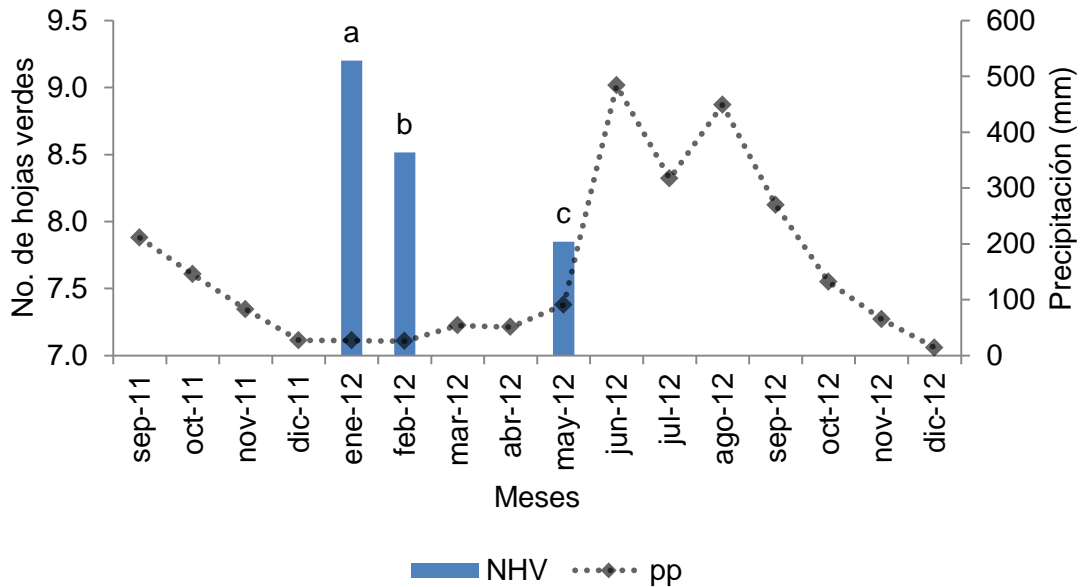 No. de hojas verdes
9.5
9.0
8.5
8.0
7.5
7.0
a
b
c
600
500
400
300
200
100
0
Precipitación (mm)
sep-11
oct-11
nov-11
dic-11
ene-12
feb-12
mar-12
abr-12
may-12
jun-12
jul-12
ago-12
sep-12
oct-12
nov-12
dic-12
Meses
NHV pp